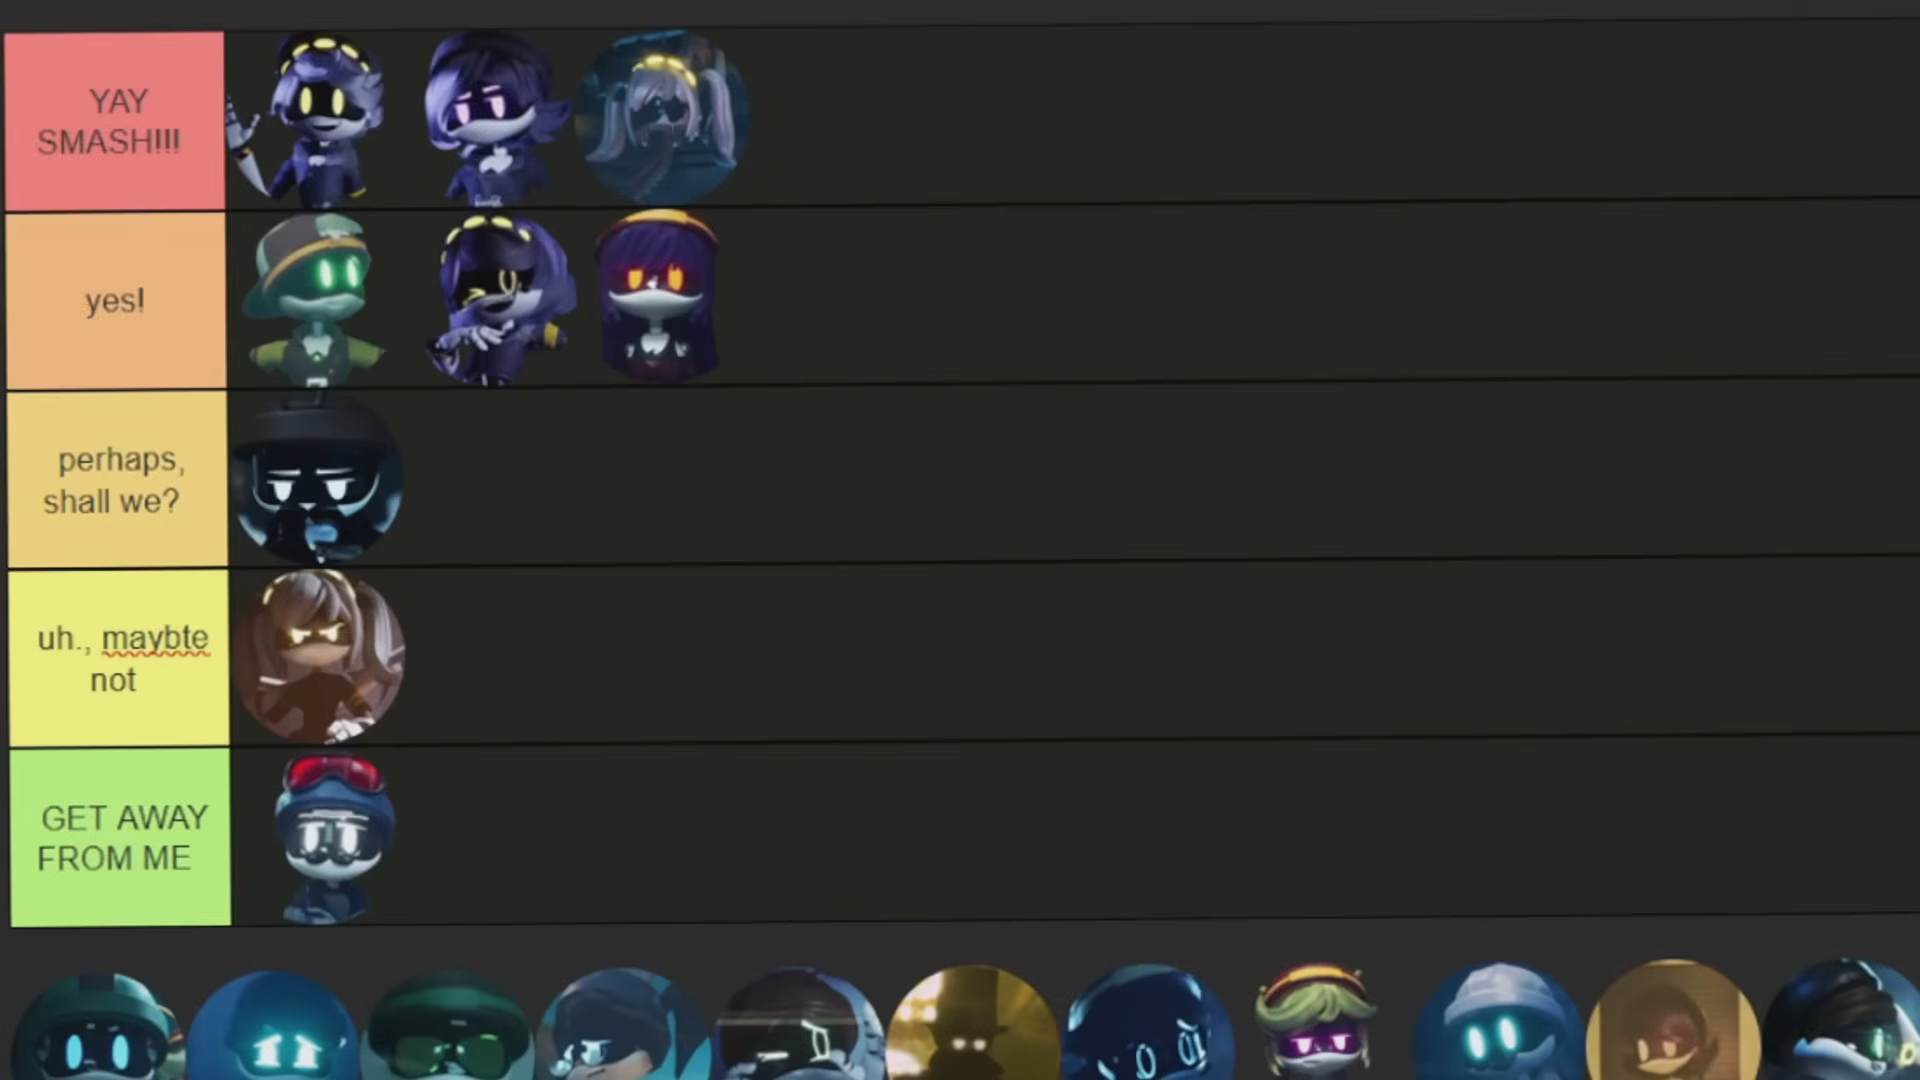 YAY
SMASH!!!
yes!
perhaps,
shall we?
uh., maybte
not
GET AWAY
FROM ME